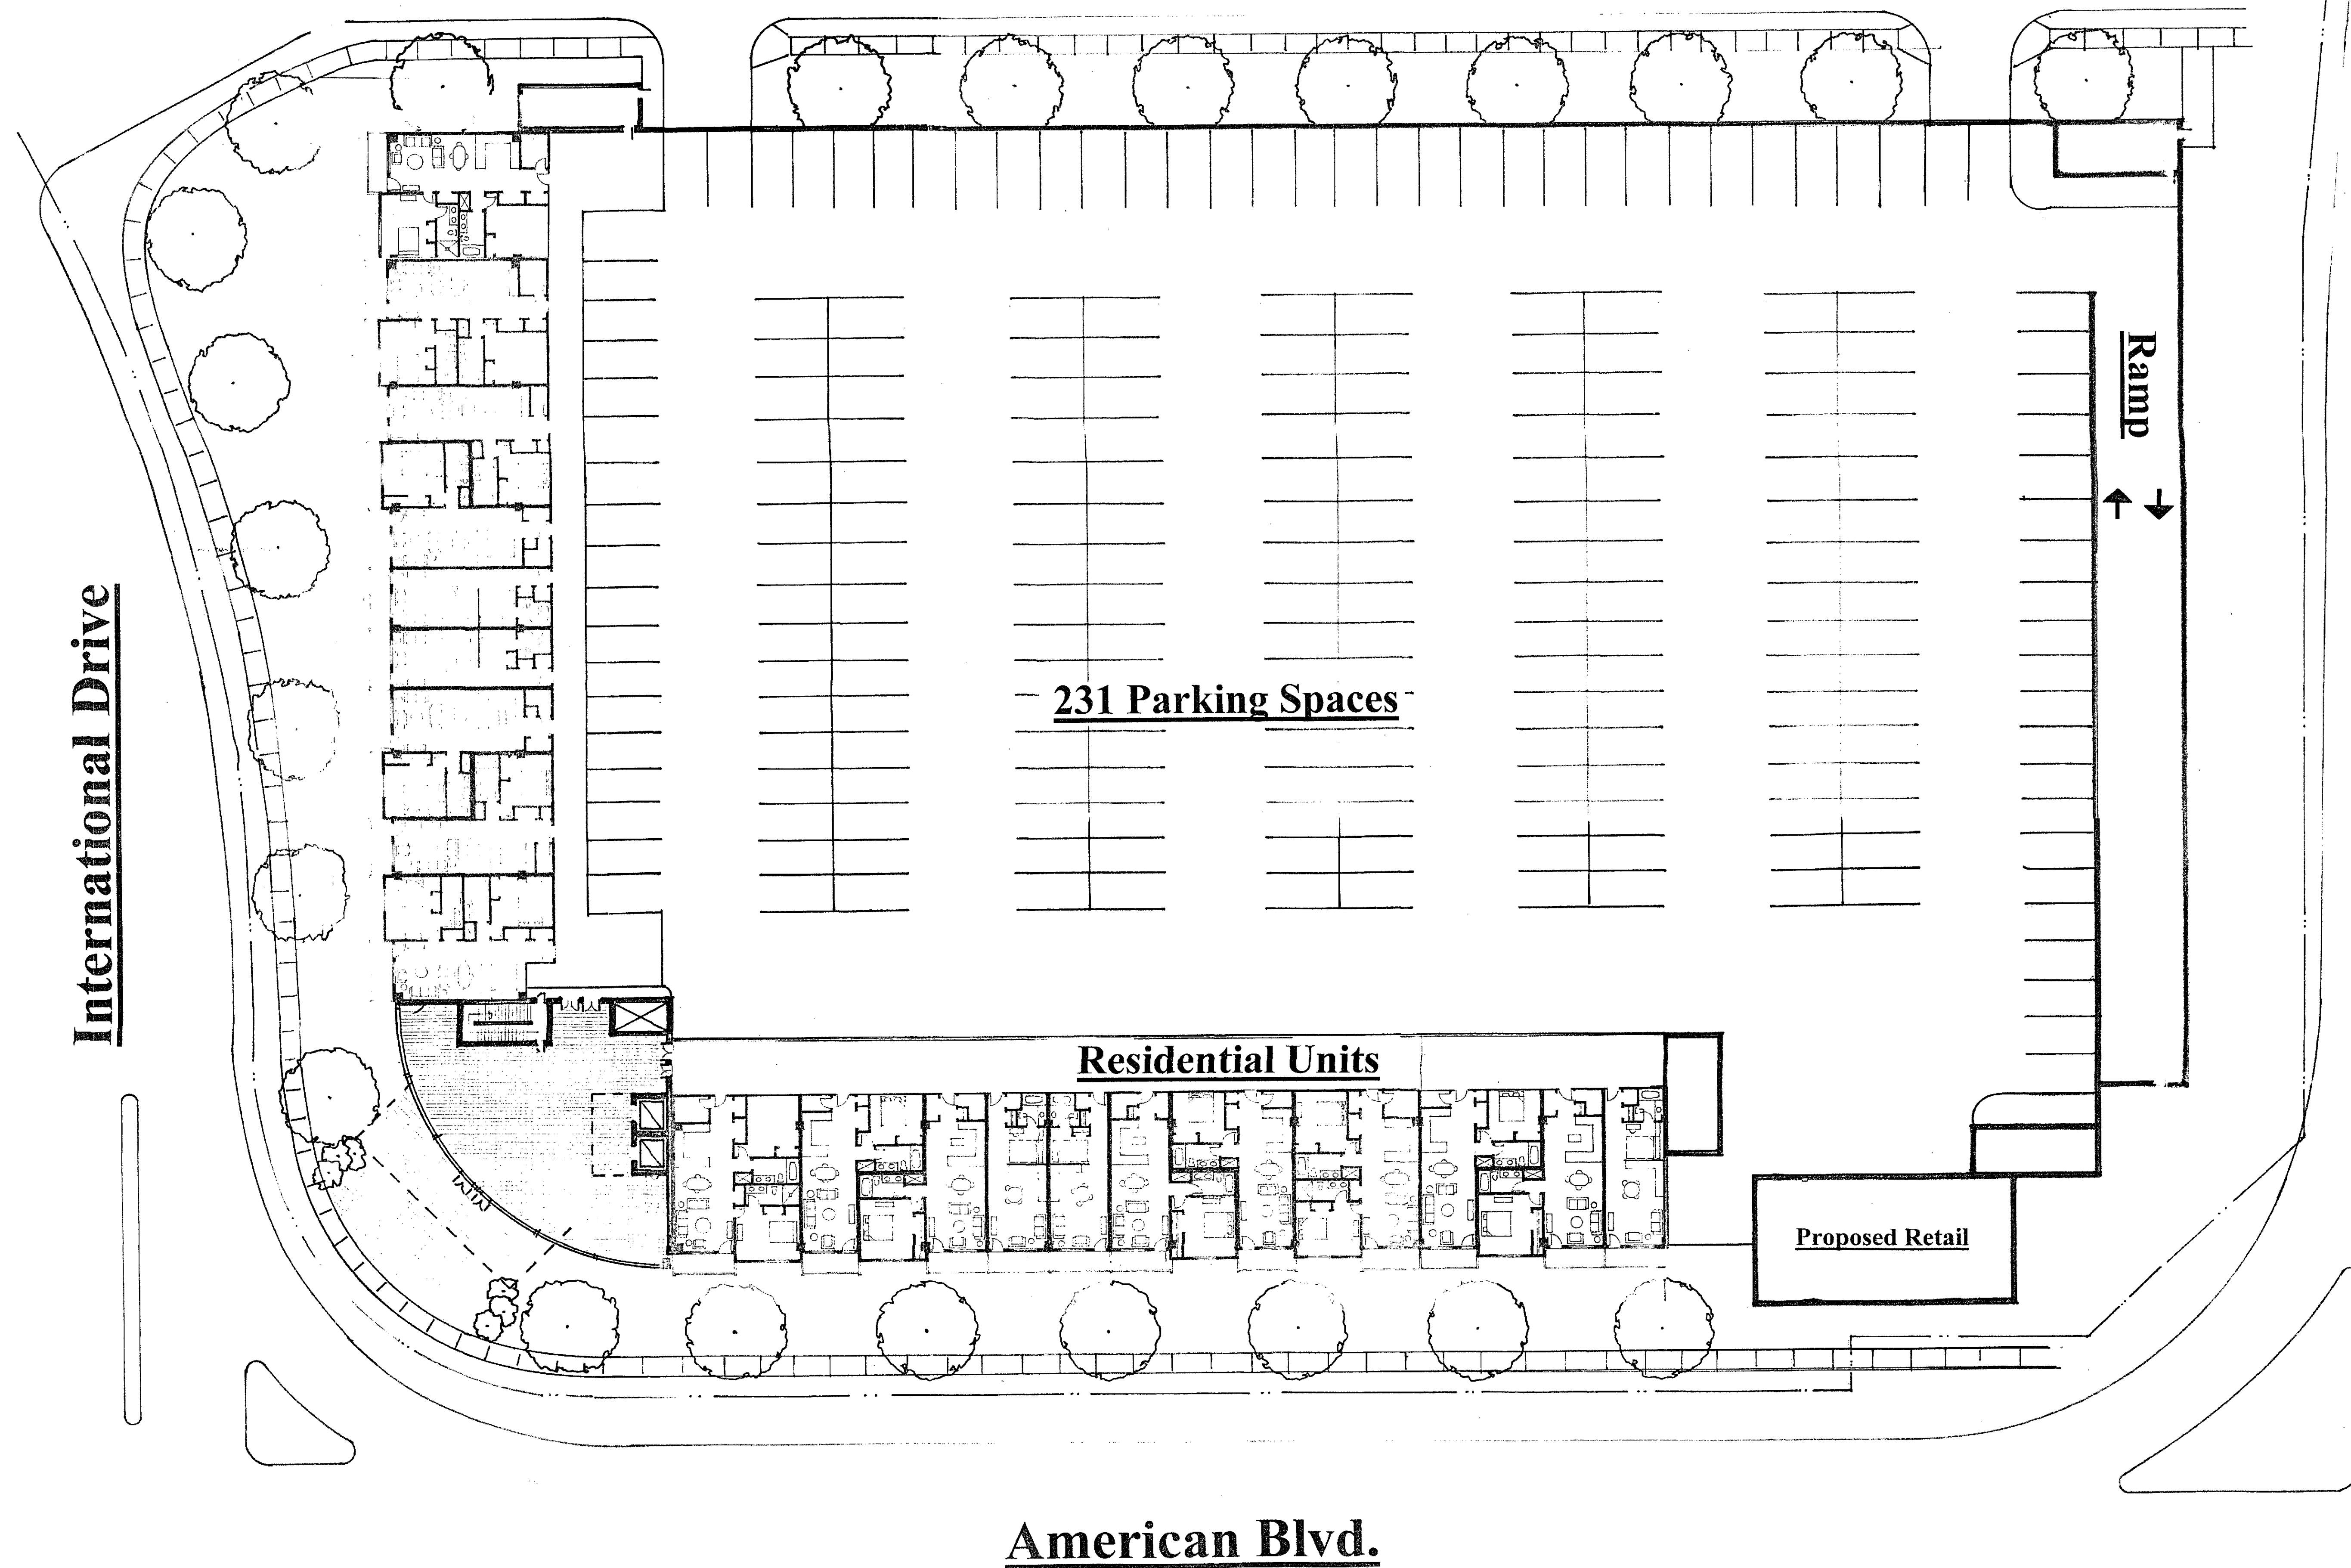 Ramp
International Drive
231 Parking Spaces
Residential Units
Proposed Retail
American Blvd.